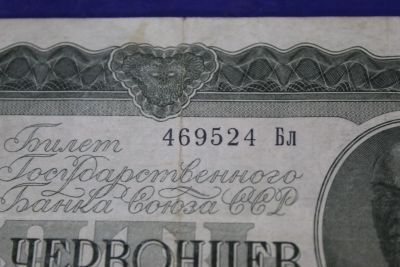 469524 Бл
Билет
Государственного
Банка Союза ССР
ЧЕРВОНЦЕВ